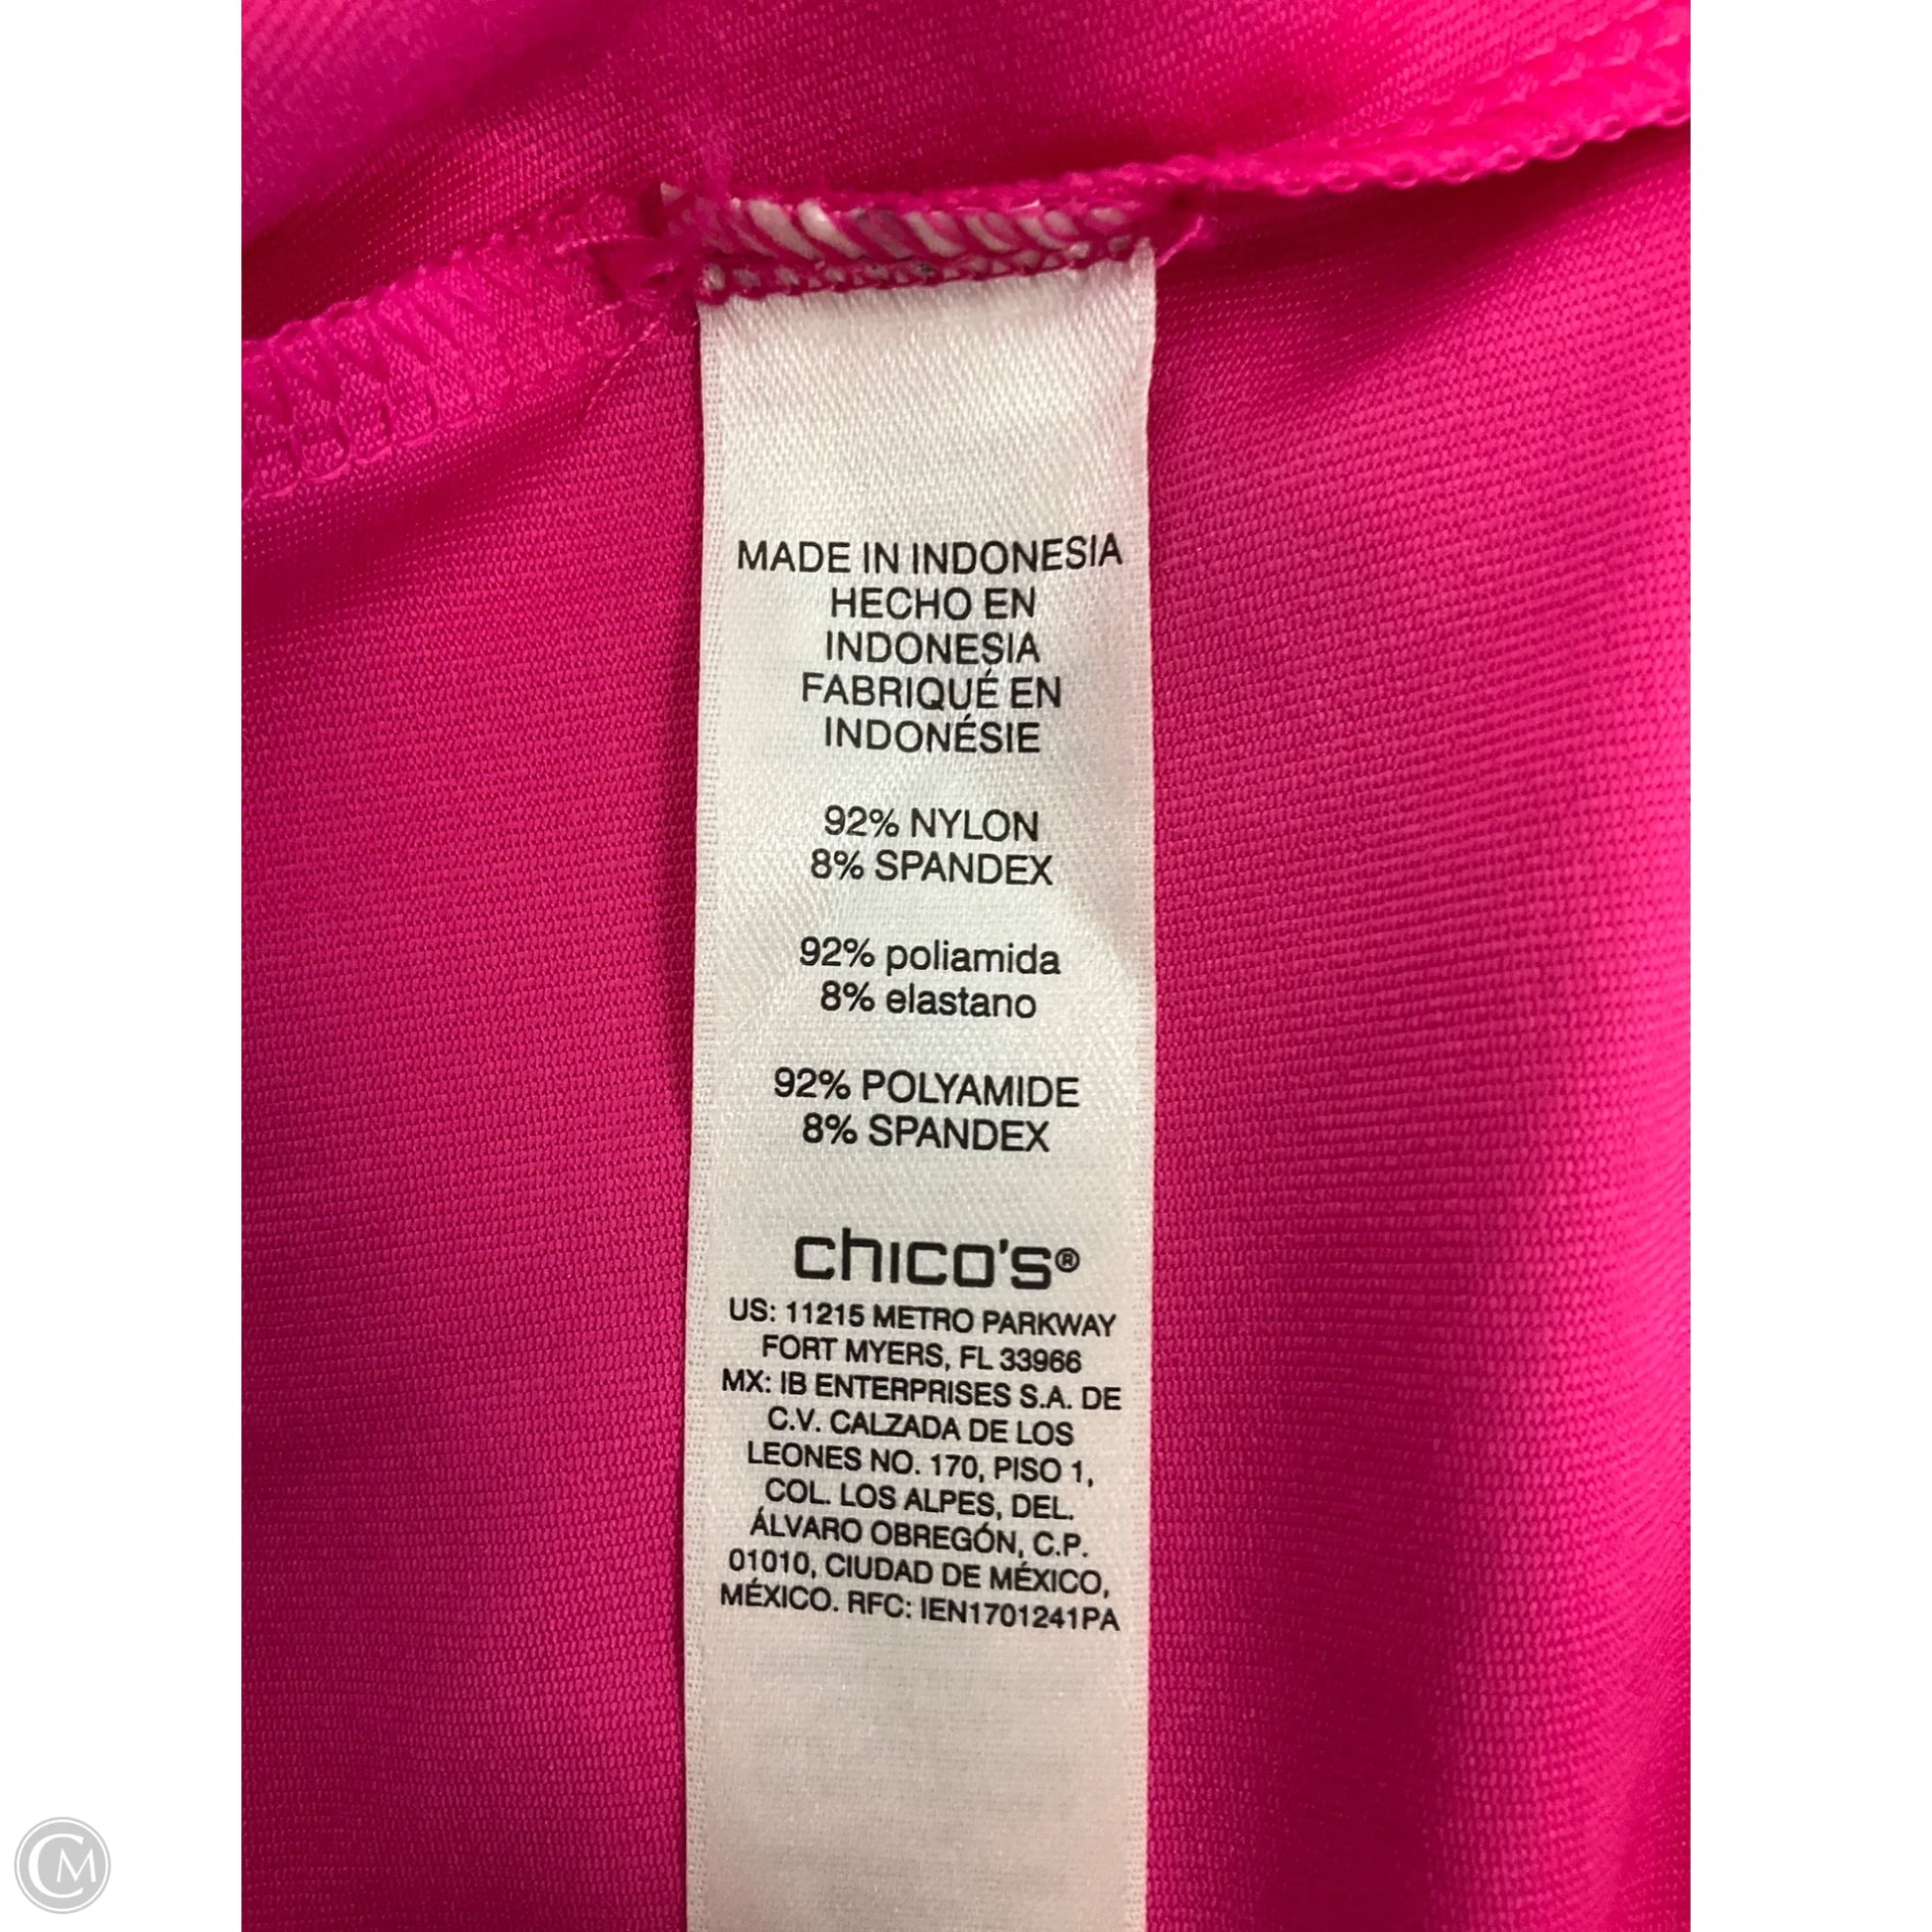 MADE IN INDONESIA
HECHO EN
INDONESIA
FABRIQUÉ EN
INDONÉSIE
92% NYLON
8% SPANDEX
92% poliamida
8% elastano
92% POLYAMIDE
8% SPANDEX
chico's®
US: 11215 METRO PARKWAY
FORT MYERS, FL 33966
MX: IB ENTERPRISES S.A. DE
C.V. CALZADA DE LOS
LEONES NO. 170, PISO 1,
COL. LOS ALPES, DEL.
ÁLVARO OBREGÓN, C.P.
01010, CIUDAD DE MÉXICO,
MÉXICO. RFC: IEN1701241PA
CM